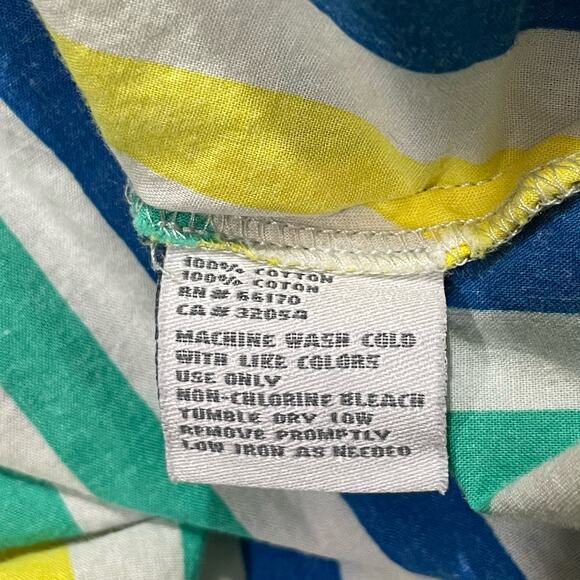 100% COTTON
100% COTON
RN# 66170
CA# 32054
MACHINE WASH COLD
WITH LIKE COLORS
USE ONLY
NON-CHLORINE BLEACH
TUMBLE DRY LOW
REMOVE PROMPTLY
LOW IRON AS NEEDED